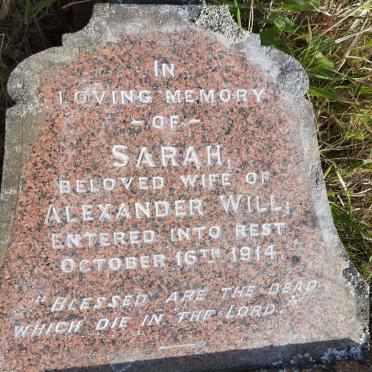 IN
LOVING MEMORY
- OF -
SARAH,
BELOVED WIFE OF
ALEXANDER WILL;
ENTERED INTO REST
OCTOBER 16TH 1914.
"BLESSED ARE THE DEAD
WHICH DIE IN THE LORD."